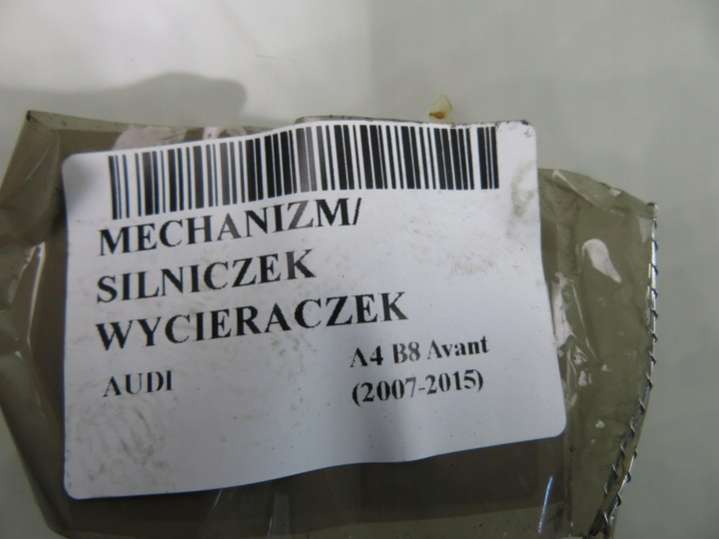 MECHANIZM/
SILNICZEK
WYCIERACZEK
AUDI A4 B8 Avant
(2007-2015)